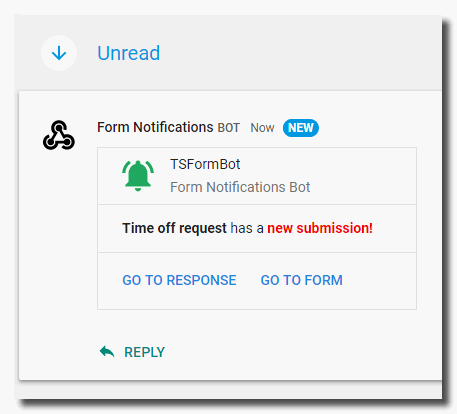 Unread
Form Notifications BOT Now NEW
TSFormBot
Form Notifications Bot
Time off request has a new submission!
GO TO RESPONSE GO TO FORM
REPLY